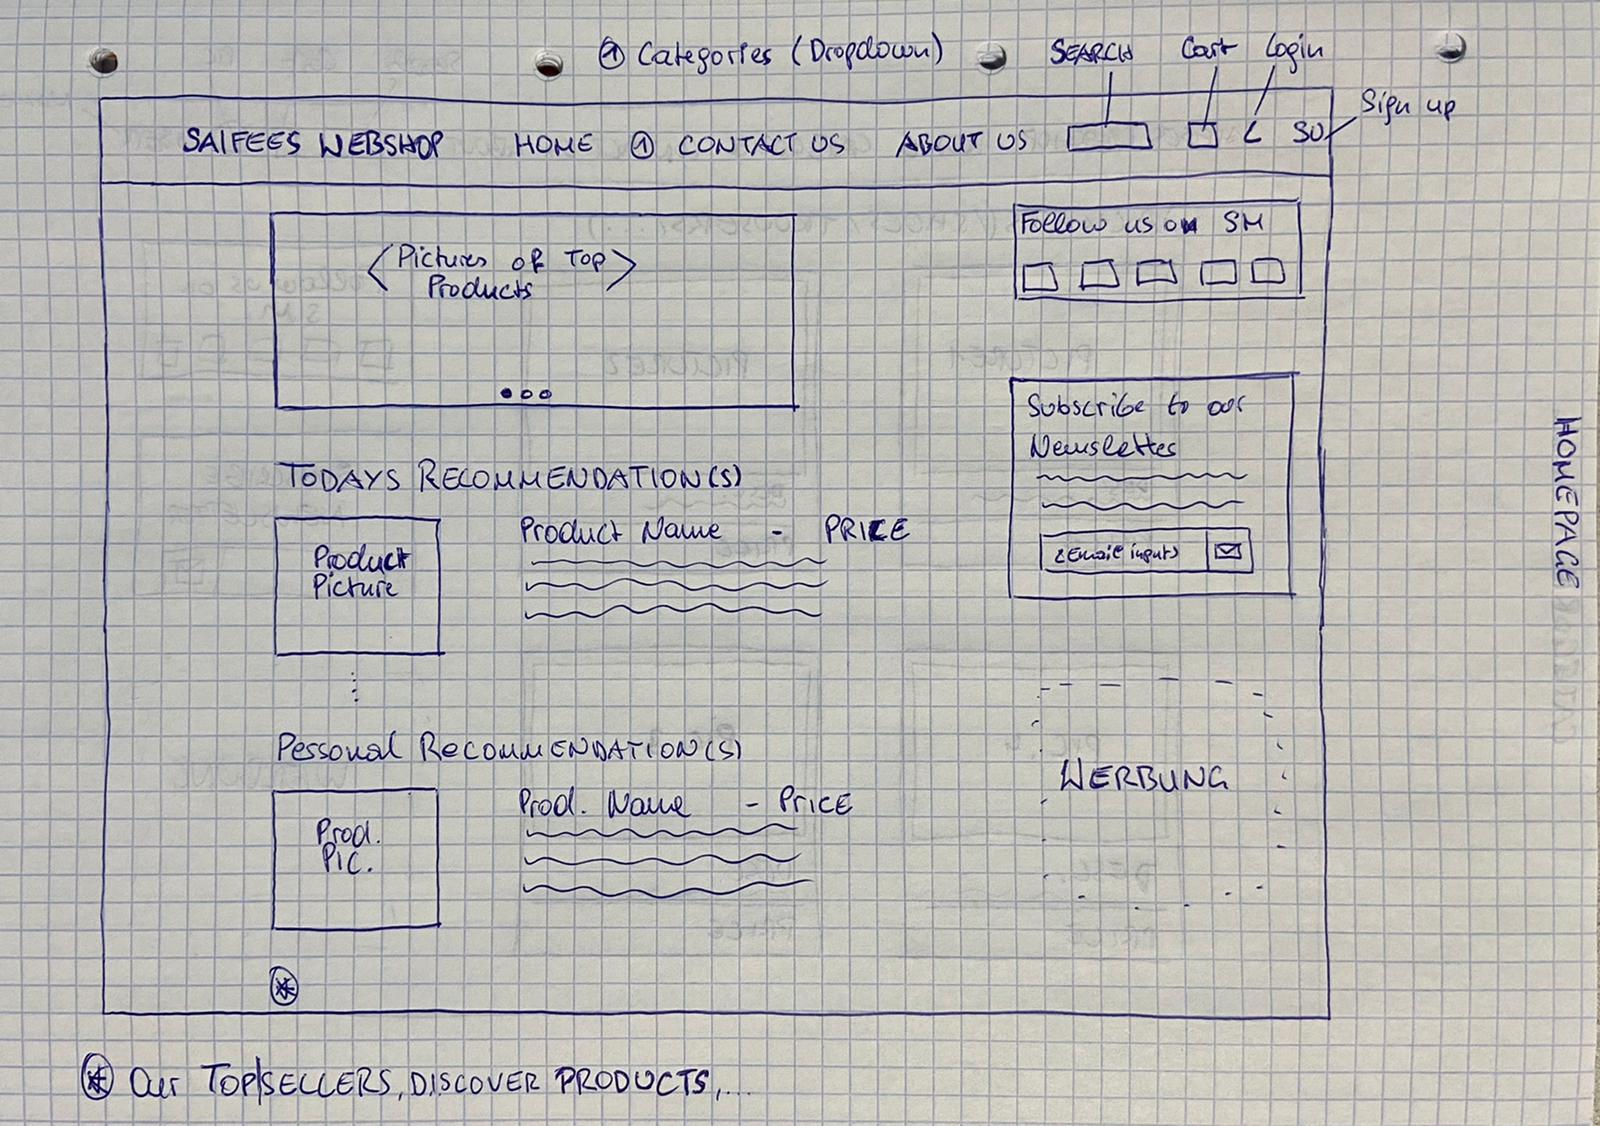 ① Categories (Dropdown)
SEARCH
Cart
Login
Sign up
SAIFEES WEBSHOP HOME ① CONTACT US ABOUT US L SU
<Pictures of Top>
Products
Follow us on SM
Subscribe to our
Newsletter
TODAYS RECOMMENDATION(S)
Product Name - PRICE
Product
Picture
<Email input>
HOMEPAGE
Personal RECOMMENDATION(S)
Prod. Name - PRICE
Prod.
PIC.
WERBUNG
* Our TOP SELLERS, DISCOVER PRODUCTS,...